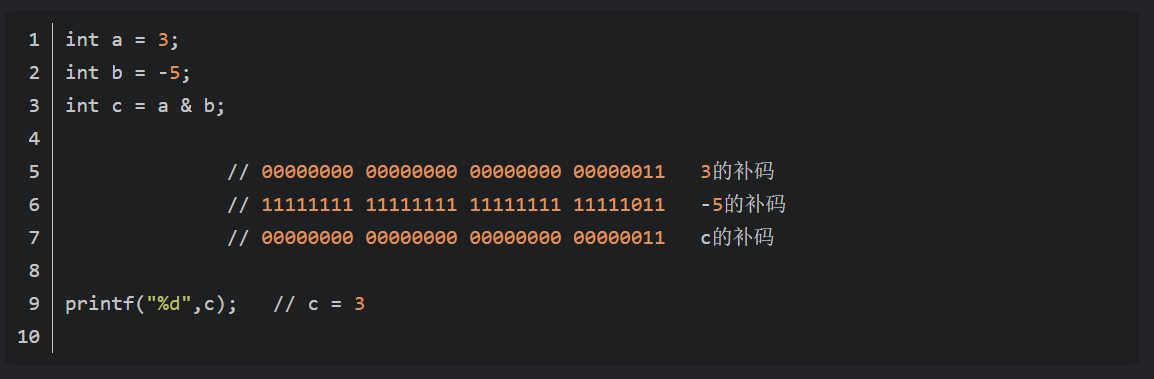 1 int a = 3;
2 int b = -5;
3 int c = a & b;
4
5 // 00000000 00000000 00000000 00000011 3的补码
6 // 11111111 11111111 11111111 11111011 -5的补码
7 // 00000000 00000000 00000000 00000011 c的补码
8
9 printf("%d",c); // c = 3
10